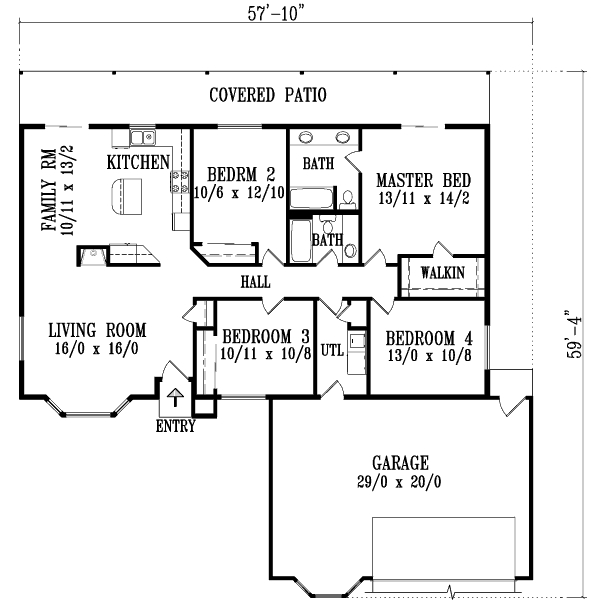 57'-10"
COVERED PATIO
FAMILY RM
10/11 x 13/2
KITCHEN
BEDRM 2
10/6 x 12/10
BATH
MASTER BED
13/11 x 14/2
BATH
HALL
WALKIN
LIVING ROOM
16/0 x 16/0
BEDROOM 3
10/11 x 10/8
UTL
BEDROOM 4
13/0 x 10/8
59'-4"
ENTRY
GARAGE
29/0 x 20/0